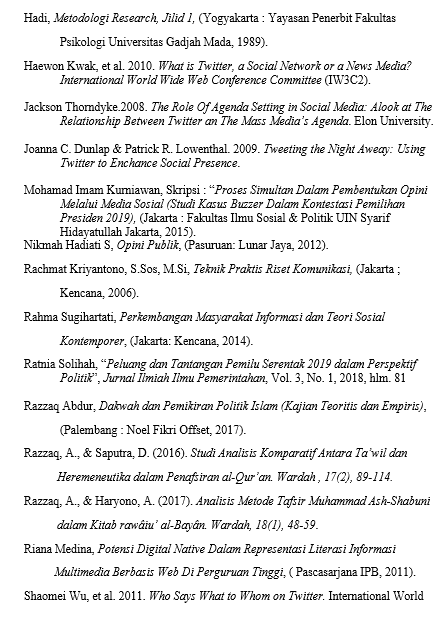 Hadi, Metodologi Research, Jilid 1, (Yogyakarta : Yayasan Penerbit Fakultas
Psikologi Universitas Gadjah Mada, 1989).
Haewon Kwak, et al. 2010. What is Twitter, a Social Network or a News Media?
International World Wide Web Conference Committee (IW3C2).
Jackson Thorndyke.2008. The Role Of Agenda Setting in Social Media: Alook at The
Relationship Between Twitter an The Mass Media's Agenda. Elon University.
Joanna C. Dunlap & Patrick R. Lowenthal. 2009. Tweeting the Night Aweay: Using
Twitter to Enchance Social Presence.
Mohamad Imam Kurniawan, Skripsi : “Proses Simultan Dalam Pembentukan Opini
Melalui Media Sosial (Studi Kasus Buzzer Dalam Kontestasi Pemilihan
Presiden 2019), (Jakarta : Fakultas Ilmu Sosial & Politik UIN Syarif
Hidayatullah Jakarta, 2015).
Nikmah Hadiati S, Opini Publik, (Pasuruan: Lunar Jaya, 2012).
Rachmat Kriyantono, S.Sos, M.Si, Teknik Praktis Riset Komunikasi, (Jakarta ;
Kencana, 2006).
Rahma Sugihartati, Perkembangan Masyarakat Informasi dan Teori Sosial
Kontemporer, (Jakarta: Kencana, 2014).
Ratnia Solihah, “Peluang dan Tantangan Pemilu Serentak 2019 dalam Perspektif
Politik”, Jurnal Ilmiah Ilmu Pemerintahan, Vol. 3, No. 1, 2018, hlm. 81
Razzaq Abdur, Dakwah dan Pemikiran Politik Islam (Kajian Teoritis dan Empiris),
(Palembang : Noel Fikri Offset, 2017).
Razzaq, A., & Saputra, D. (2016). Studi Analisis Komparatif Antara Ta'wil dan
Heremeneutika dalam Penafsiran al-Qur'an. Wardah , 17(2), 89-114.
Razzaq, A., & Haryono, A. (2017). Analisis Metode Tafsir Muhammad Ash-Shabuni
dalam Kitab rawâiu' al-Bayân. Wardah, 18(1), 48-59.
Riana Medina, Potensi Digital Native Dalam Representasi Literasi Informasi
Multimedia Berbasis Web Di Perguruan Tinggi, ( Pascasarjana IPB, 2011).
Shaomei Wu, et al. 2011. Who Says What to Whom on Twitter. International World